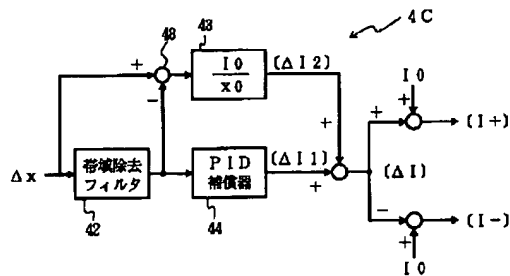 4C
48
43
I0
x0
(ΔI2)
I0
+
−
+
+
+
(I+)
Δx
帯域除去
フィルタ
PID
補償器
(ΔI1)
+
(ΔI)
−
+
(I−)
42
44
I0